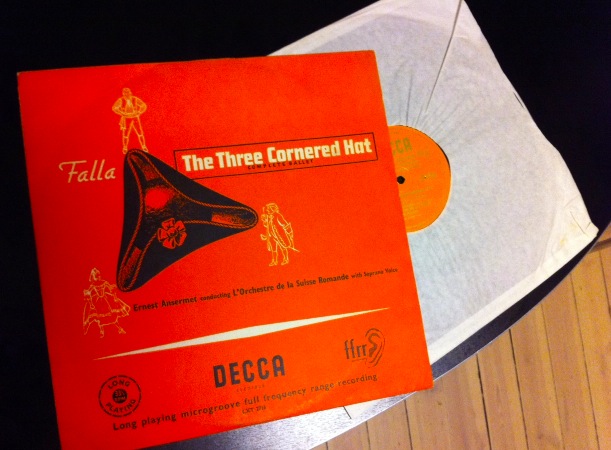 Falla
The Three Cornered Hat
COMPLETE BALLET
Ernest Ansermet conducting L'Orchestre de la Suisse Romande with Soprano Voice
DECCA
ffrr
LONG
PLAYING
Long playing microgroove full frequency range recording
DECCA